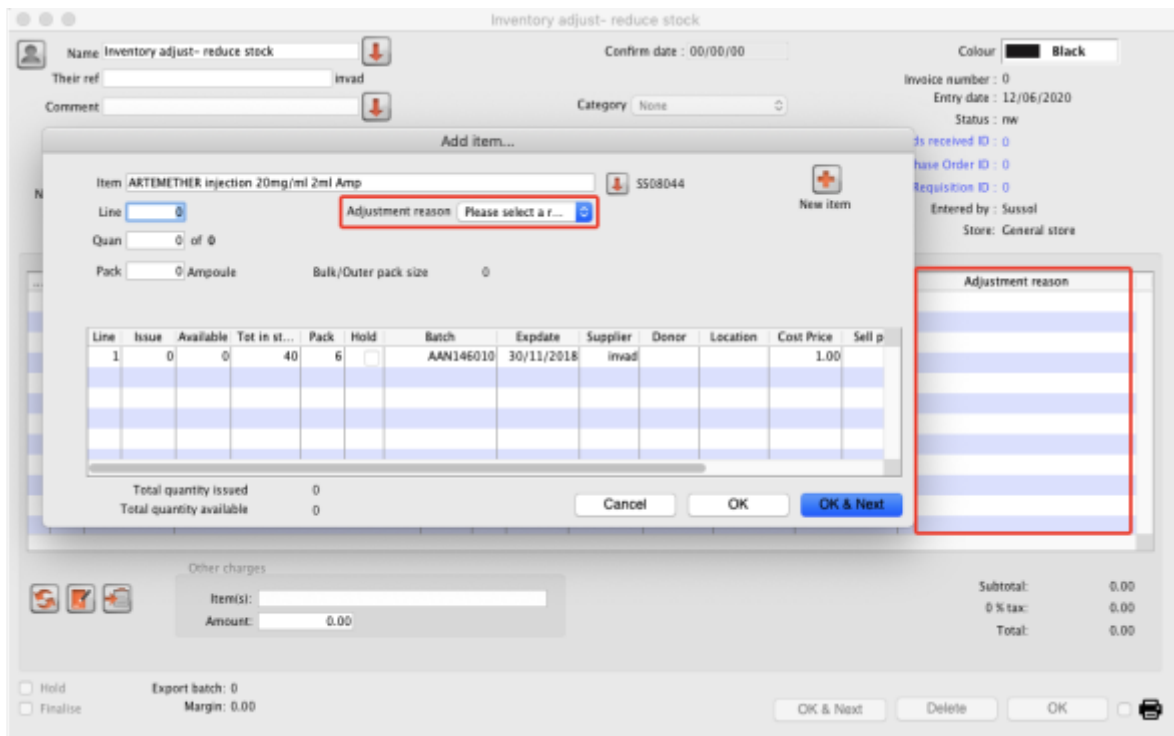 Inventory adjust- reduce stock
Name Inventory adjust- reduce stock Confirm date : 00/00/00 Colour Black
Their ref invad Invoice number : 0
Comment Category None Entry date : 12/06/2020
Status : nw
Add item... ds received ID : 0
hase Order ID : 0
Item ARTEMETHER injection 20mg/ml 2ml Amp SS08044 Requisition ID : 0
N
Line 0 Adjustment reason Please select a r... New item Entered by : Sussol
Quan 0 of 0 Store: General store
Pack 0 Ampoule Bulk/Outer pack size 0
... Adjustment reason
Line Issue Available Tot in st... Pack Hold Batch Expdate Supplier Donor Location Cost Price Sell p
1 0 0 40 6 AAN146010 30/11/2018 invad 1.00
Total quantity issued 0
Total quantity available 0
Cancel OK OK & Next
Other charges
Item(s): Subtotal: 0.00
Amount: 0.00 0 % tax: 0.00
Total: 0.00
Hold Export batch: 0
Finalise Margin: 0.00 OK & Next Delete OK